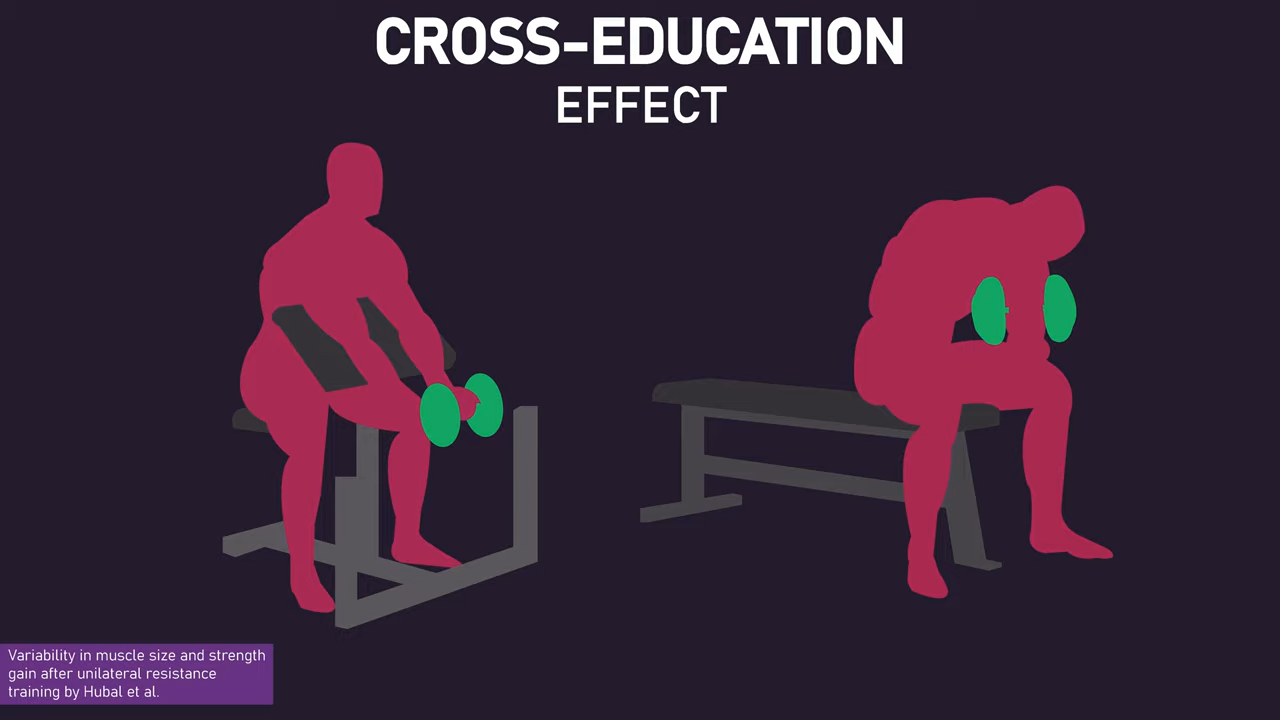 CROSS-EDUCATION
EFFECT
Variability in muscle size and strength
gain after unilateral resistance
training by Hubal et al.